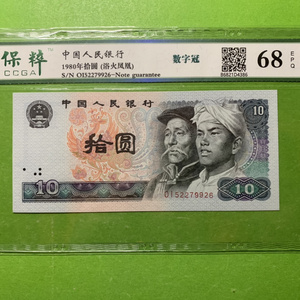 保粹
CCGA
中国人民银行
1980年拾圆 (浴火凤凰)
S/N OI52279926-Note guarantee
数字冠
68 EPQ
B682104386
中国人民银行
10
拾圆
OI52279926
10
10